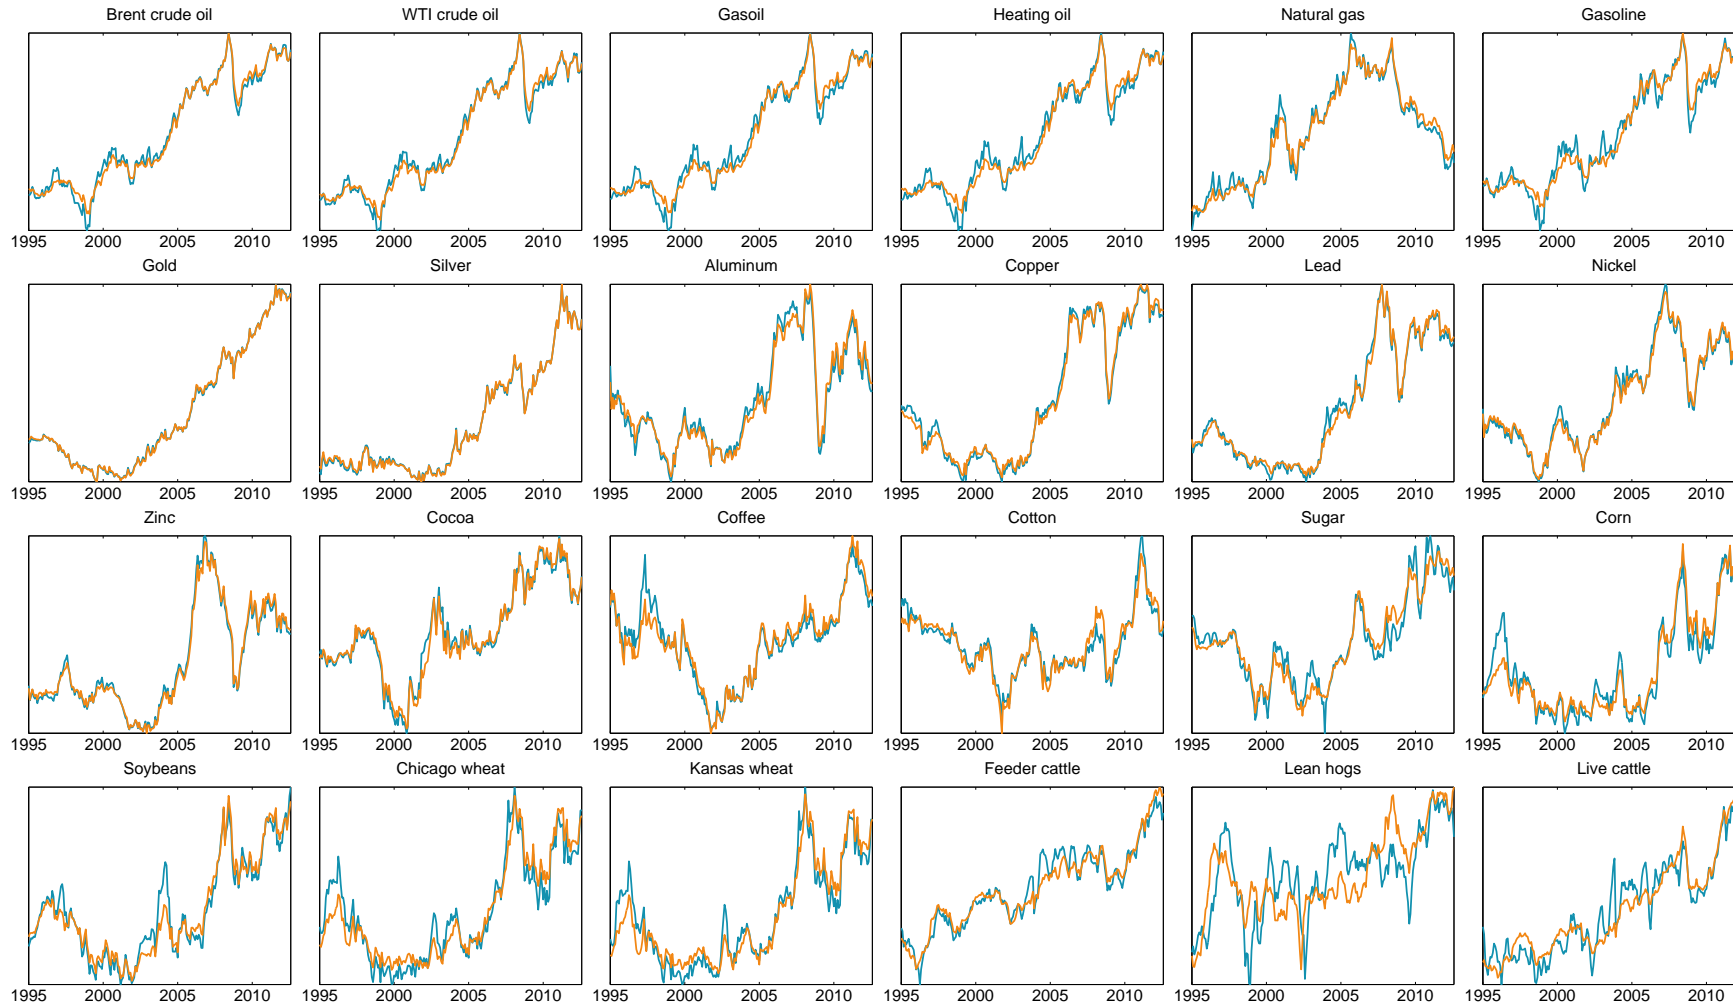 Brent crude oil WTI crude oil Gasoil Heating oil Natural gas Gasoline
1995 2000 2005 2010 1995 2000 2005 2010 1995 2000 2005 2010 1995 2000 2005 2010 1995 2000 2005 2010 1995 2000 2005 2010
Gold Silver Aluminum Copper Lead Nickel
1995 2000 2005 2010 1995 2000 2005 2010 1995 2000 2005 2010 1995 2000 2005 2010 1995 2000 2005 2010 1995 2000 2005 2010
Zinc Cocoa Coffee Cotton Sugar Corn
1995 2000 2005 2010 1995 2000 2005 2010 1995 2000 2005 2010 1995 2000 2005 2010 1995 2000 2005 2010 1995 2000 2005 2010
Soybeans Chicago wheat Kansas wheat Feeder cattle Lean hogs Live cattle
1995 2000 2005 2010 1995 2000 2005 2010 1995 2000 2005 2010 1995 2000 2005 2010 1995 2000 2005 2010 1995 2000 2005 2010